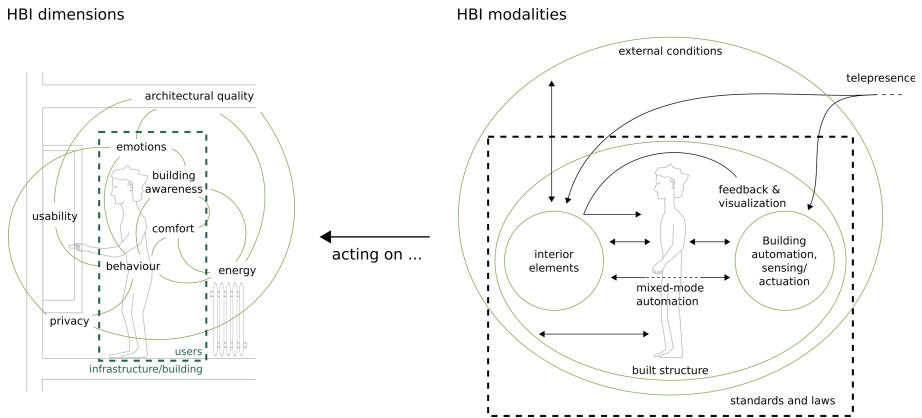 HBI dimensions
architectural quality
emotions
building
awareness
usability
comfort
behaviour
energy
privacy
users
infrastructure/building
acting on ...
HBI modalities
external conditions
telepresence
feedback &
visualization
interior
elements
Building
automation,
sensing/
actuation
mixed-mode
automation
built structure
standards and laws